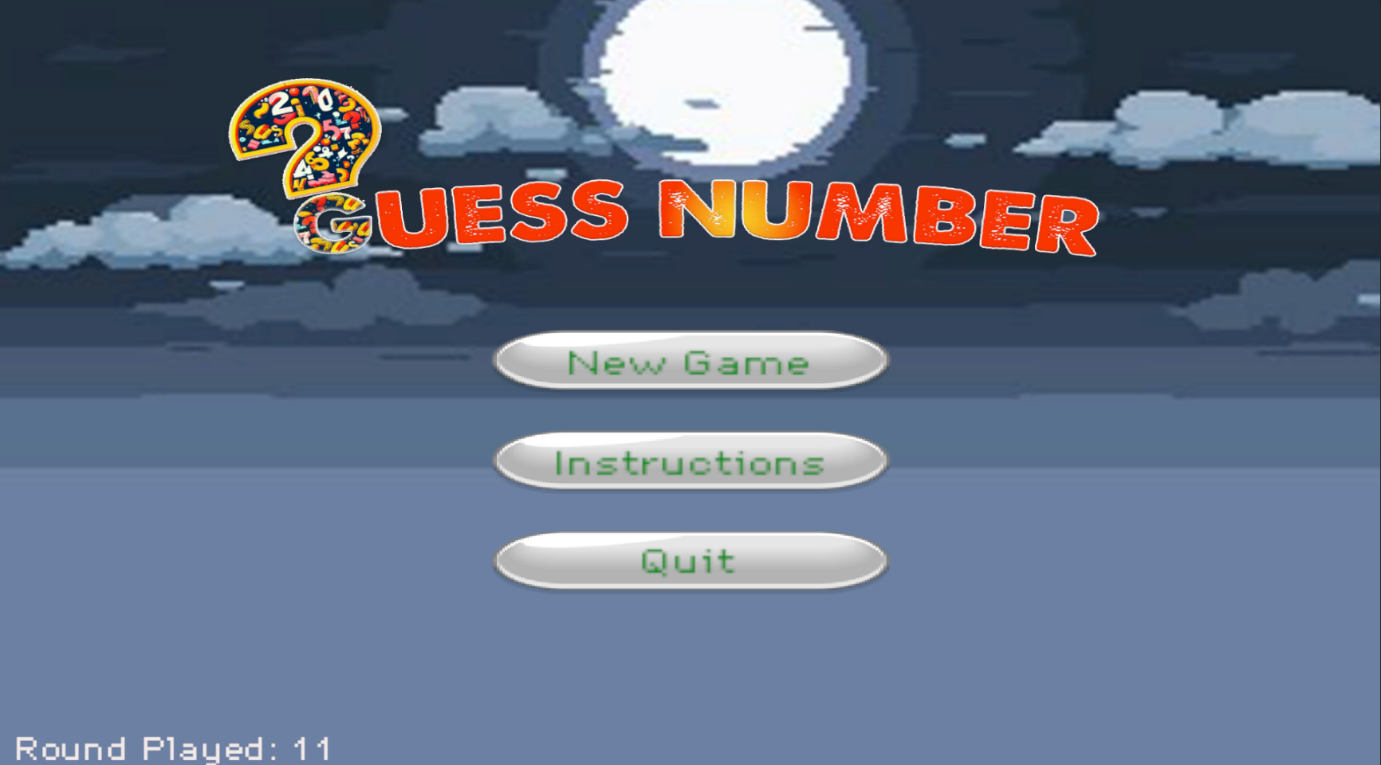 GUESS NUMBER
New Game
Instructions
Quit
Round Played: 11